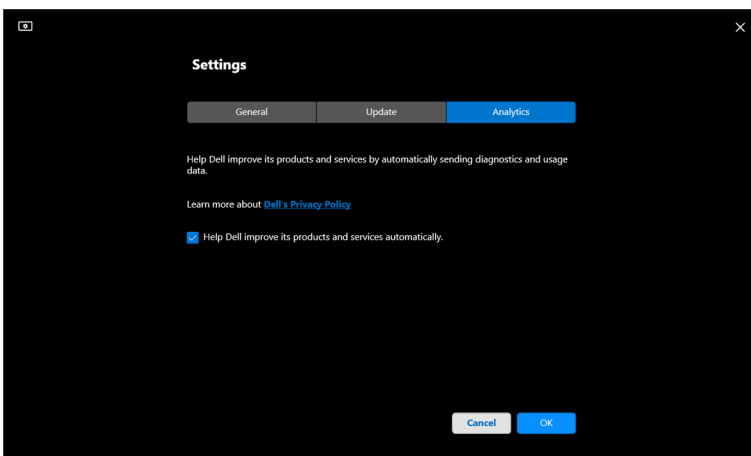 Settings
General
Update
Analytics
Help Dell improve its products and services by automatically sending diagnostics and usage
data.
Learn more about Dell's Privacy Policy
Help Dell improve its products and services automatically.
Cancel
OK